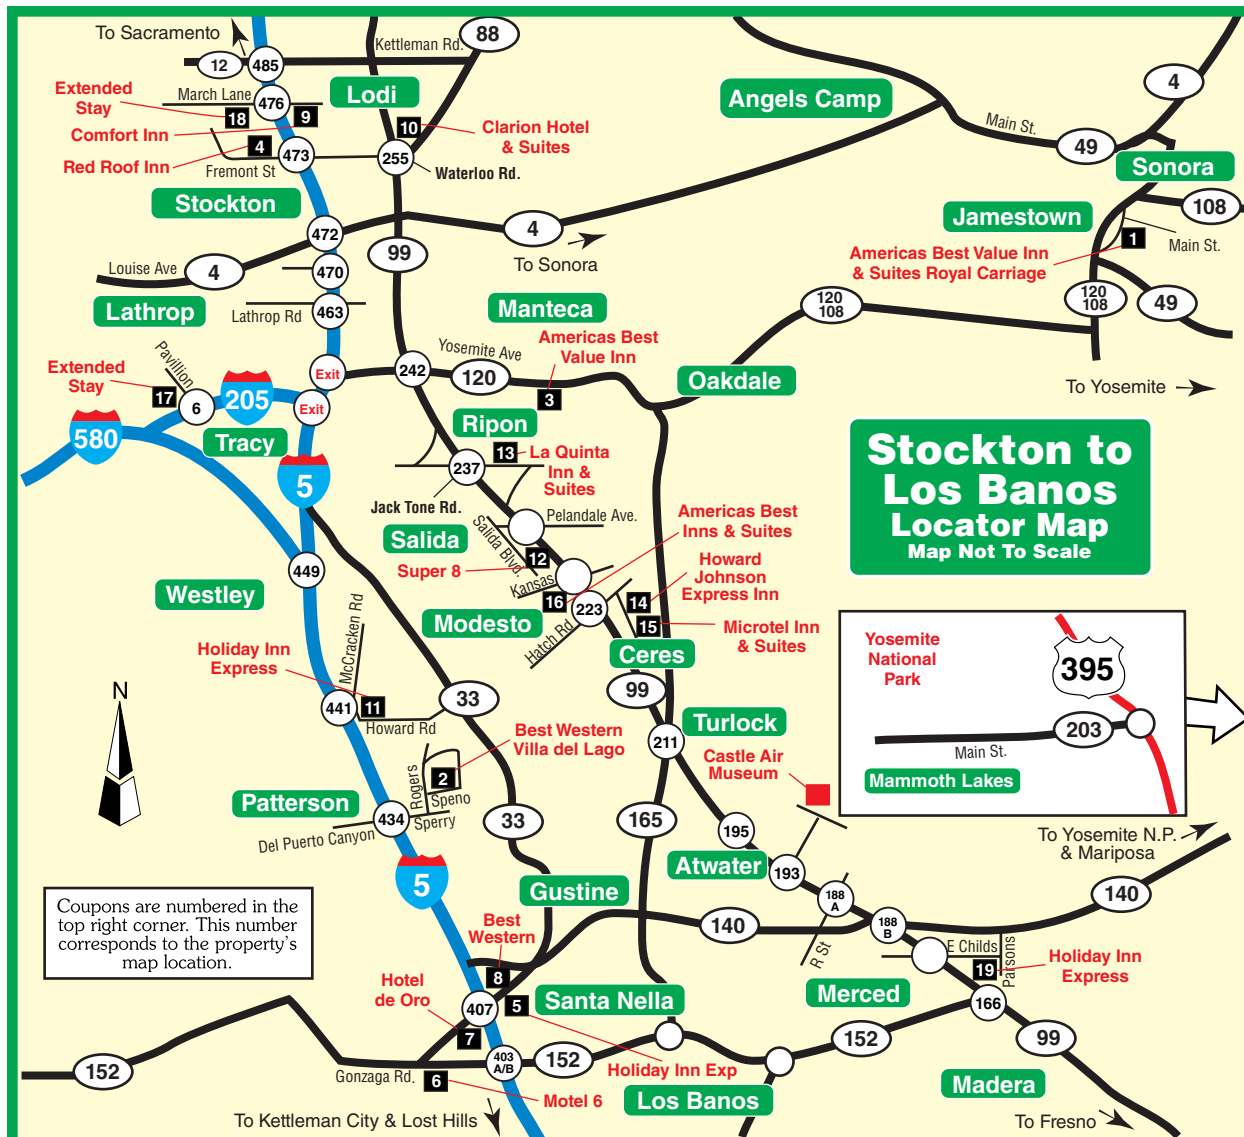 To Sacramento
Kettleman Rd.
88
12
485
Extended
Stay
March Lane
476
Lodi
18
9
Comfort Inn
10
Clarion Hotel
& Suites
Red Roof Inn
4
473
Fremont St
255
Waterloo Rd.
Stockton
Angels Camp
4
Main St.
49
Sonora
108
Jamestown
Main St.
1
Americas Best Value Inn
& Suites Royal Carriage
472
4
To Sonora
99
Louise Ave
4
470
Lathrop
Lathrop Rd
463
Manteca
120
108
120
108
49
Americas Best
Value Inn
Yosemite Ave
Exit
242
120
3
Oakdale
To Yosemite
Extended
Stay
Pavillion
17
6
205
Exit
580
Tracy
Ripon
5
13
La Quinta
Inn &
Suites
237
Jack Tone Rd.
Stockton to
Los Banos
Locator Map
Map Not To Scale
Pelandale Ave.
Americas Best
Inns & Suites
Salida
Salida Blvd.
Super 8
12
Kansas
449
Howard
Johnson
Express Inn
Westley
16
223
14
Modesto
Hatch Rd
15
Microtel Inn
& Suites
Ceres
McCracken Rd
Holiday Inn
Express
Yosemite
National
Park
395
N
441
11
Howard Rd
33
99
203
Main St.
Mammoth Lakes
Best Western
Villa del Lago
Turlock
211
Castle Air
Museum
Rogers
2
Speno
Patterson
434
Sperry
Del Puerto Canyon
33
165
195
To Yosemite N.P.
& Mariposa
Atwater
193
5
Gustine
188
A
140
Coupons are numbered in the
top right corner. This number
corresponds to the property's
map location.
Best
Western
140
188
B
R St
E Childs
Parsons
8
19
Holiday Inn
Express
Hotel
de Oro
407
5
Santa Nella
Merced
166
7
152
99
403
A/B
152
152
Gonzaga Rd.
6
Holiday Inn Exp
Motel 6
Los Banos
Madera
To Kettleman City & Lost Hills
To Fresno